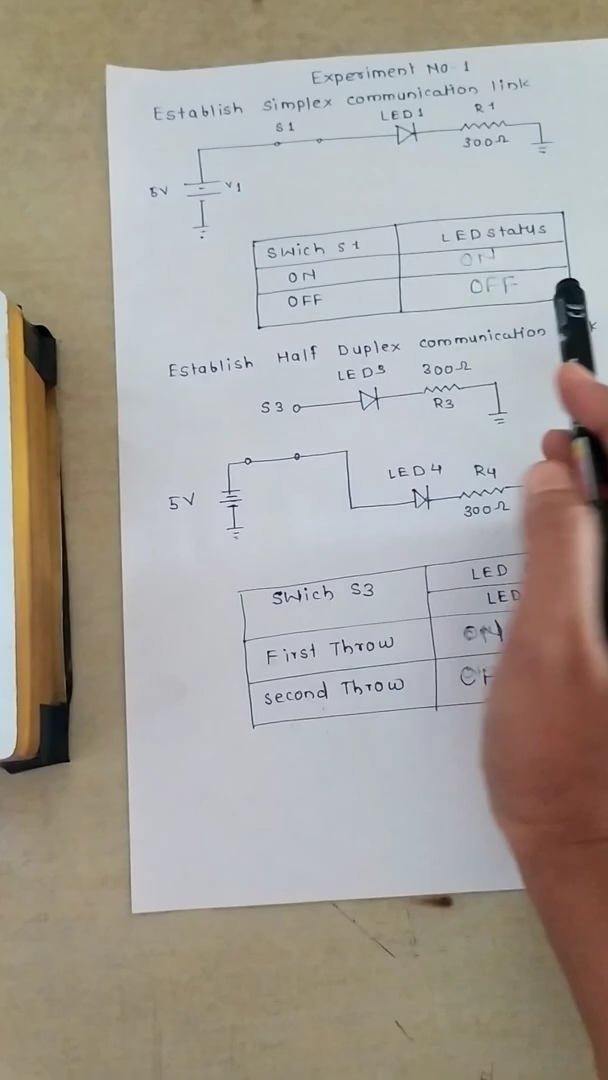 Experiment No 1
Establish simplex communication link
S1
LED1
R1
300Ω
5V
V1
Swich S1
LED Status
ON
ON
OFF
OFF
Establish Half Duplex communication
LED5
300Ω
S3
R3
5V
LED4
R4
300Ω
Swich S3
LED
LED
First Throw
ON
second Throw